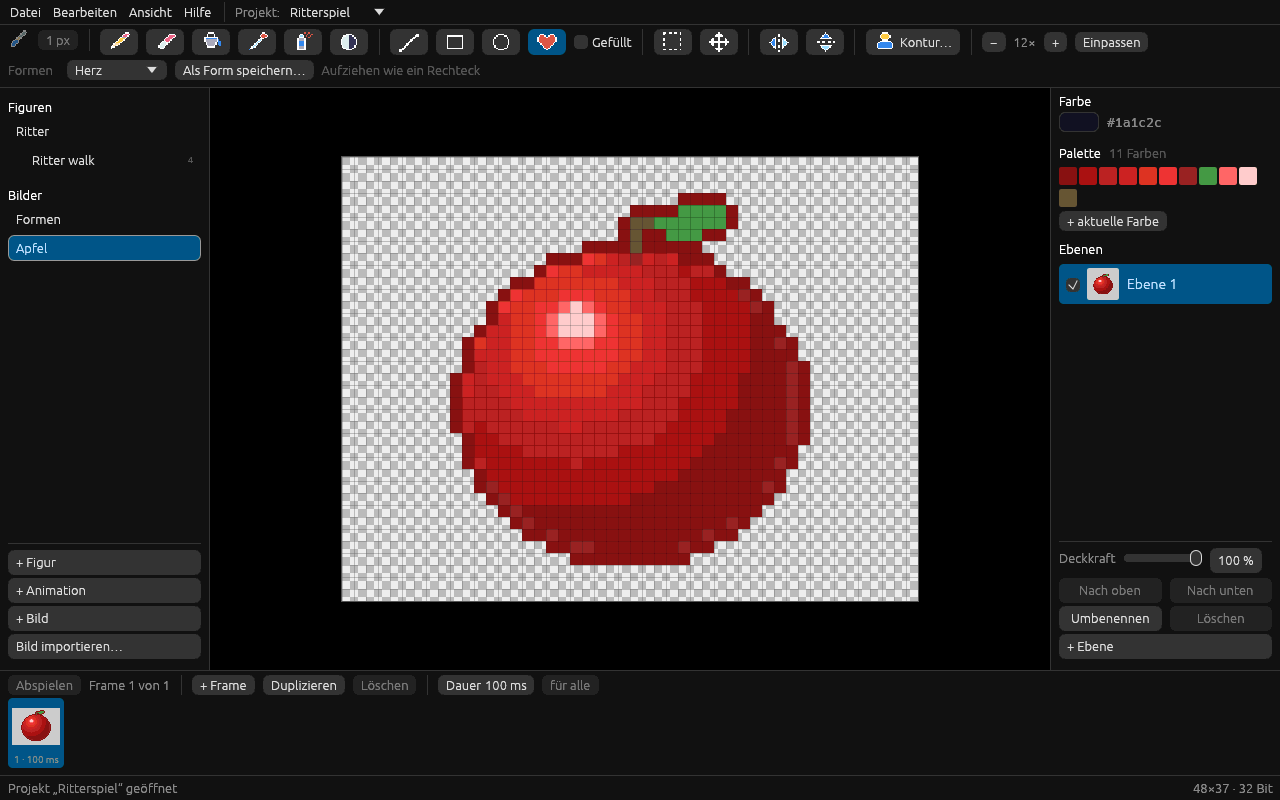 Datei Bearbeiten Ansicht Hilfe Projekt: Ritterspiel
1 px Gefüllt Kontur… − 12× + Einpassen
Formen Herz Als Form speichern… Aufziehen wie ein Rechteck
Figuren
Ritter
Ritter walk 4
Bilder
Formen
Apfel
+ Figur
+ Animation
+ Bild
Bild importieren…
Farbe
#1a1c2c
Palette 11 Farben
+ aktuelle Farbe
Ebenen
Ebene 1
Deckkraft 100 %
Nach oben Nach unten
Umbenennen Löschen
+ Ebene
Abspielen Frame 1 von 1 + Frame Duplizieren Löschen Dauer 100 ms für alle
1 · 100 ms
Projekt „Ritterspiel“ geöffnet 48×37 · 32 Bit